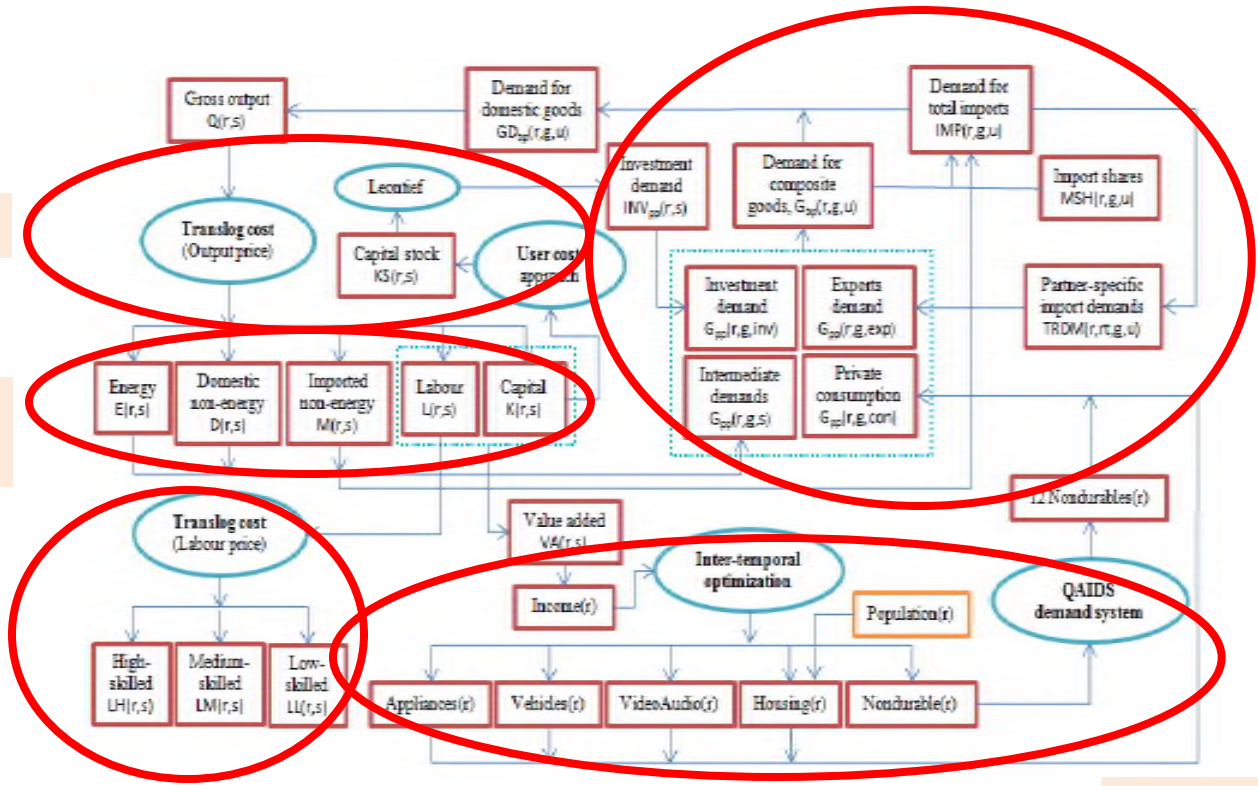 Gross output
Q(r,s)
Demand for
domestic goods
GDpp(r,g,u)
Demand for
total imports
IMP(r,g,u)
Investment
demand
INVpp(r,s)
Demand for
composite
goods, Gpp(r,g,u)
Import shares
MSH(r,g,u)
Leontief
Translog cost
(Output price)
Capital stock
KS(r,s)
User cost
approach
Investment
demand
Gpp(r,g,inv)
Exports
demand
Gpp(r,g,exp)
Partner-specific
import demands
TRDM(r,rt,g,u)
Energy
E(r,s)
Domestic
non-energy
D(r,s)
Imported
non-energy
M(r,s)
Labour
L(r,s)
Capital
K(r,s)
Intermediate
demands
Gpp(r,g,s)
Private
consumption
Gpp(r,g,con)
12 Nondurables(r)
Translog cost
(Labour price)
Value added
VA(r,s)
Inter-temporal
optimization
Income(r)
Population(r)
QAIDS
demand system
High-
skilled
LH(r,s)
Medium-
skilled
LM(r,s)
Low-
skilled
LL(r,s)
Appliances(r)
Vehicles(r)
VideoAudio(r)
Housing(r)
Nondurable(r)